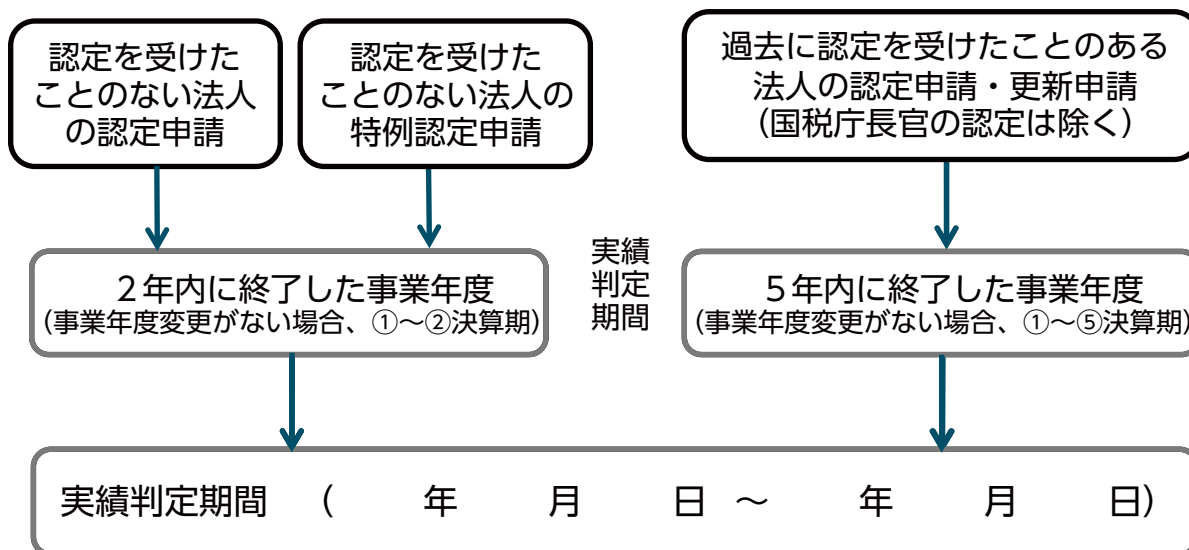 認定を受けた
ことのない法人
の認定申請
認定を受けた
ことのない法人の
特例認定申請
過去に認定を受けたことのある
法人の認定申請・更新申請
(国税庁長官の認定は除く)
２年内に終了した事業年度
(事業年度変更がない場合、①～②決算期)
実績
判定
期間
５年内に終了した事業年度
(事業年度変更がない場合、①～⑤決算期)
実績判定期間 ( 年 月 日 ～ 年 月 日)